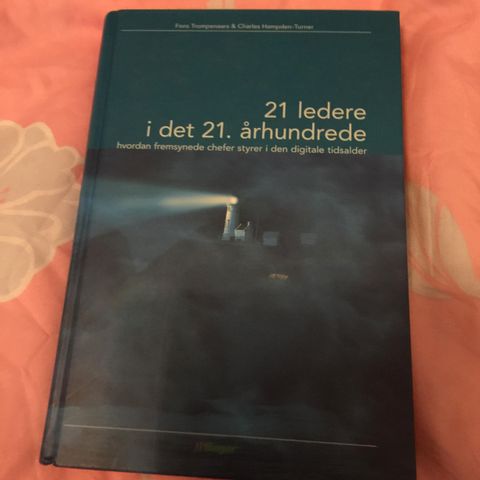 Fons Trompenaars & Charles Hampden-Turner
21 ledere
i det 21. århundrede
hvordan fremsynede chefer styrer i den digitale tidsalder